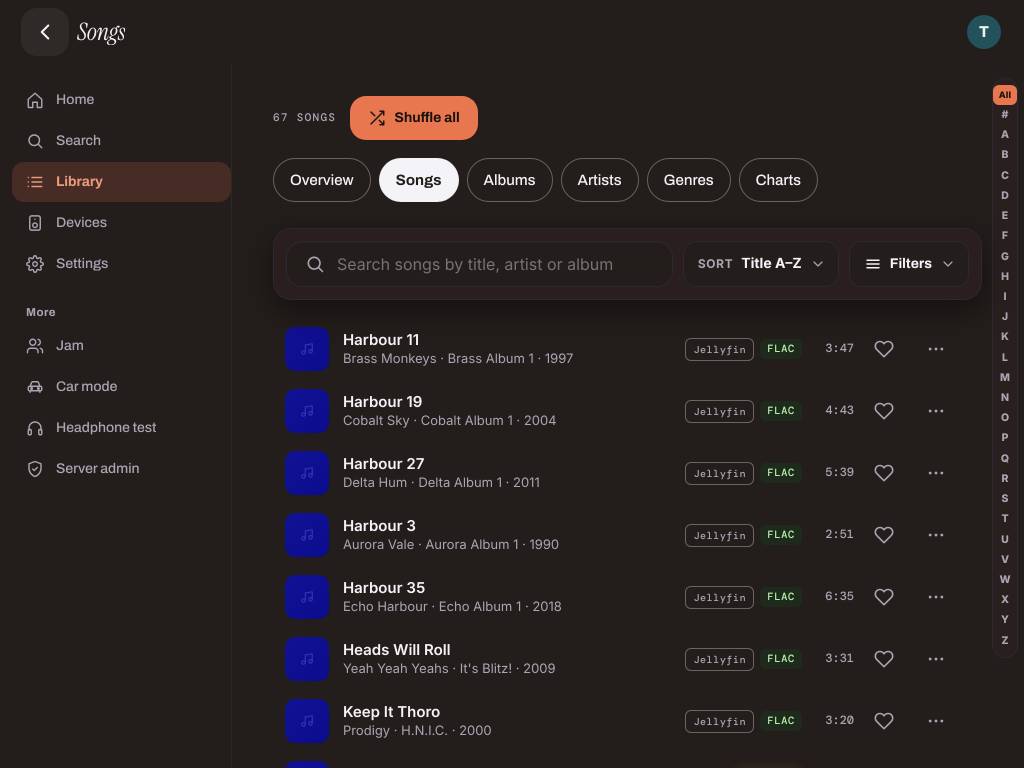 Songs
T
Home
Search
Library
Devices
Settings
More
Jam
Car mode
Headphone test
Server admin
67 SONGS
Shuffle all
Overview
Songs
Albums
Artists
Genres
Charts
Search songs by title, artist or album
SORT Title A–Z
Filters
Harbour 11
Brass Monkeys · Brass Album 1 · 1997
Jellyfin FLAC 3:47
Harbour 19
Cobalt Sky · Cobalt Album 1 · 2004
Jellyfin FLAC 4:43
Harbour 27
Delta Hum · Delta Album 1 · 2011
Jellyfin FLAC 5:39
Harbour 3
Aurora Vale · Aurora Album 1 · 1990
Jellyfin FLAC 2:51
Harbour 35
Echo Harbour · Echo Album 1 · 2018
Jellyfin FLAC 6:35
Heads Will Roll
Yeah Yeah Yeahs · It's Blitz! · 2009
Jellyfin FLAC 3:31
Keep It Thoro
Prodigy · H.N.I.C. · 2000
Jellyfin FLAC 3:20
All
#
A
B
C
D
E
F
G
H
I
J
K
L
M
N
O
P
Q
R
S
T
U
V
W
X
Y
Z